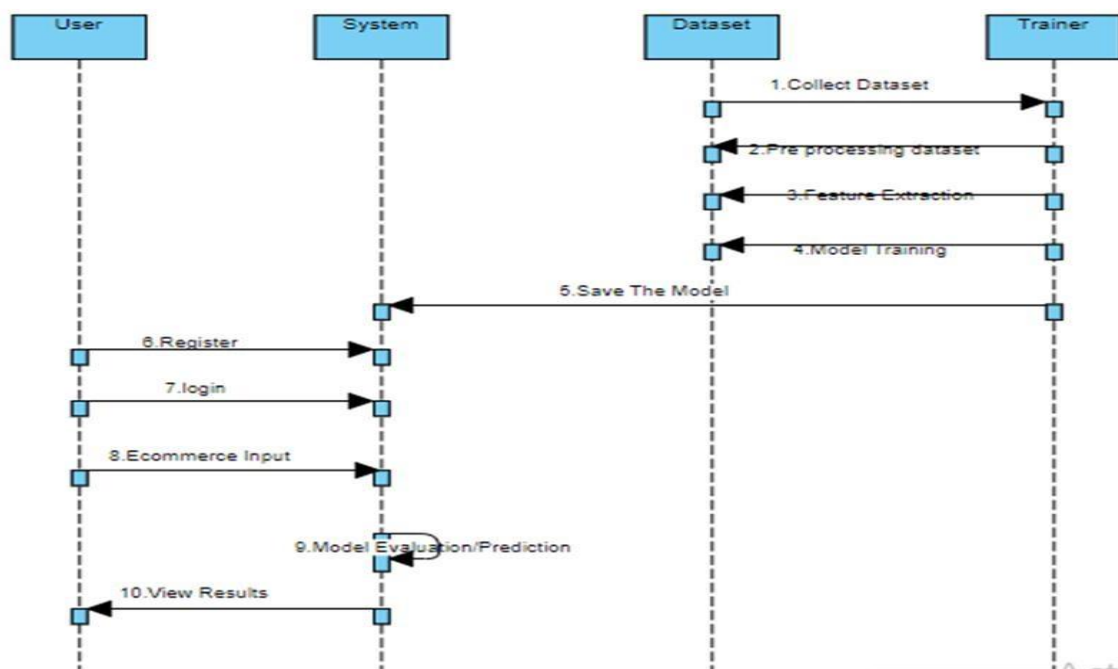 User
System
Dataset
Trainer
1.Collect Dataset
2.Pre processing dataset
3.Feature Extraction
4.Model Training
5.Save The Model
6.Register
7.login
8.Ecommerce Input
9.Model Evaluation/Prediction
10.View Results